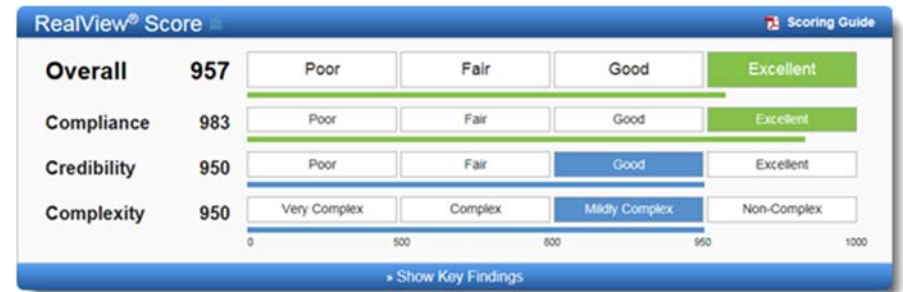 RealView® Score
Scoring Guide
Overall 957 Poor Fair Good Excellent
Compliance 983 Poor Fair Good Excellent
Credibility 950 Poor Fair Good Excellent
Complexity 950 Very Complex Complex Mildly Complex Non-Complex
0 500 800 950 1000
» Show Key Findings